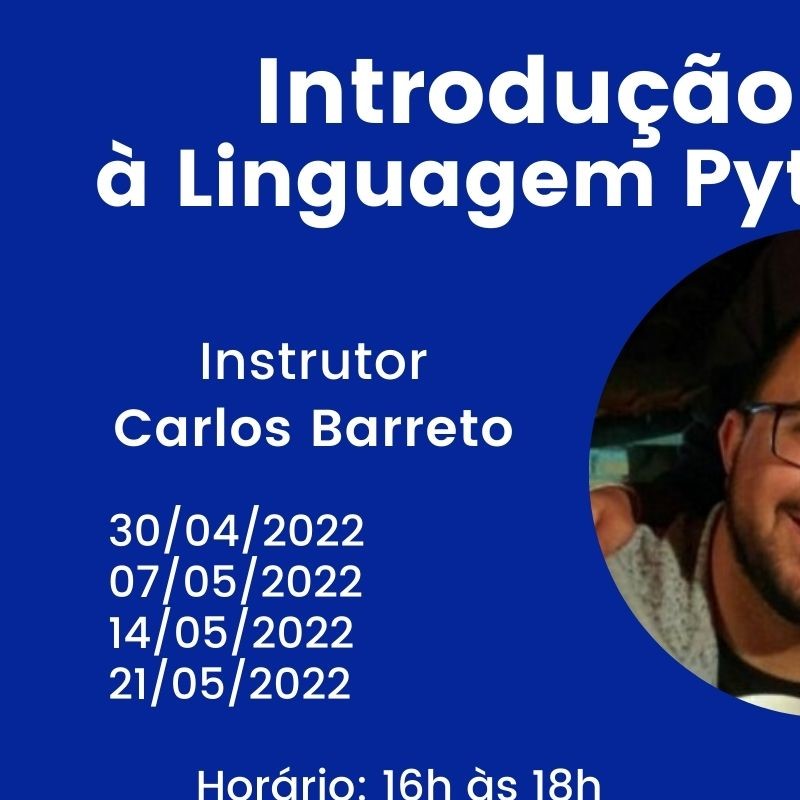 Introdução
à Linguagem Pyt
Instrutor
Carlos Barreto
30/04/2022
07/05/2022
14/05/2022
21/05/2022
Horário: 16h às 18h